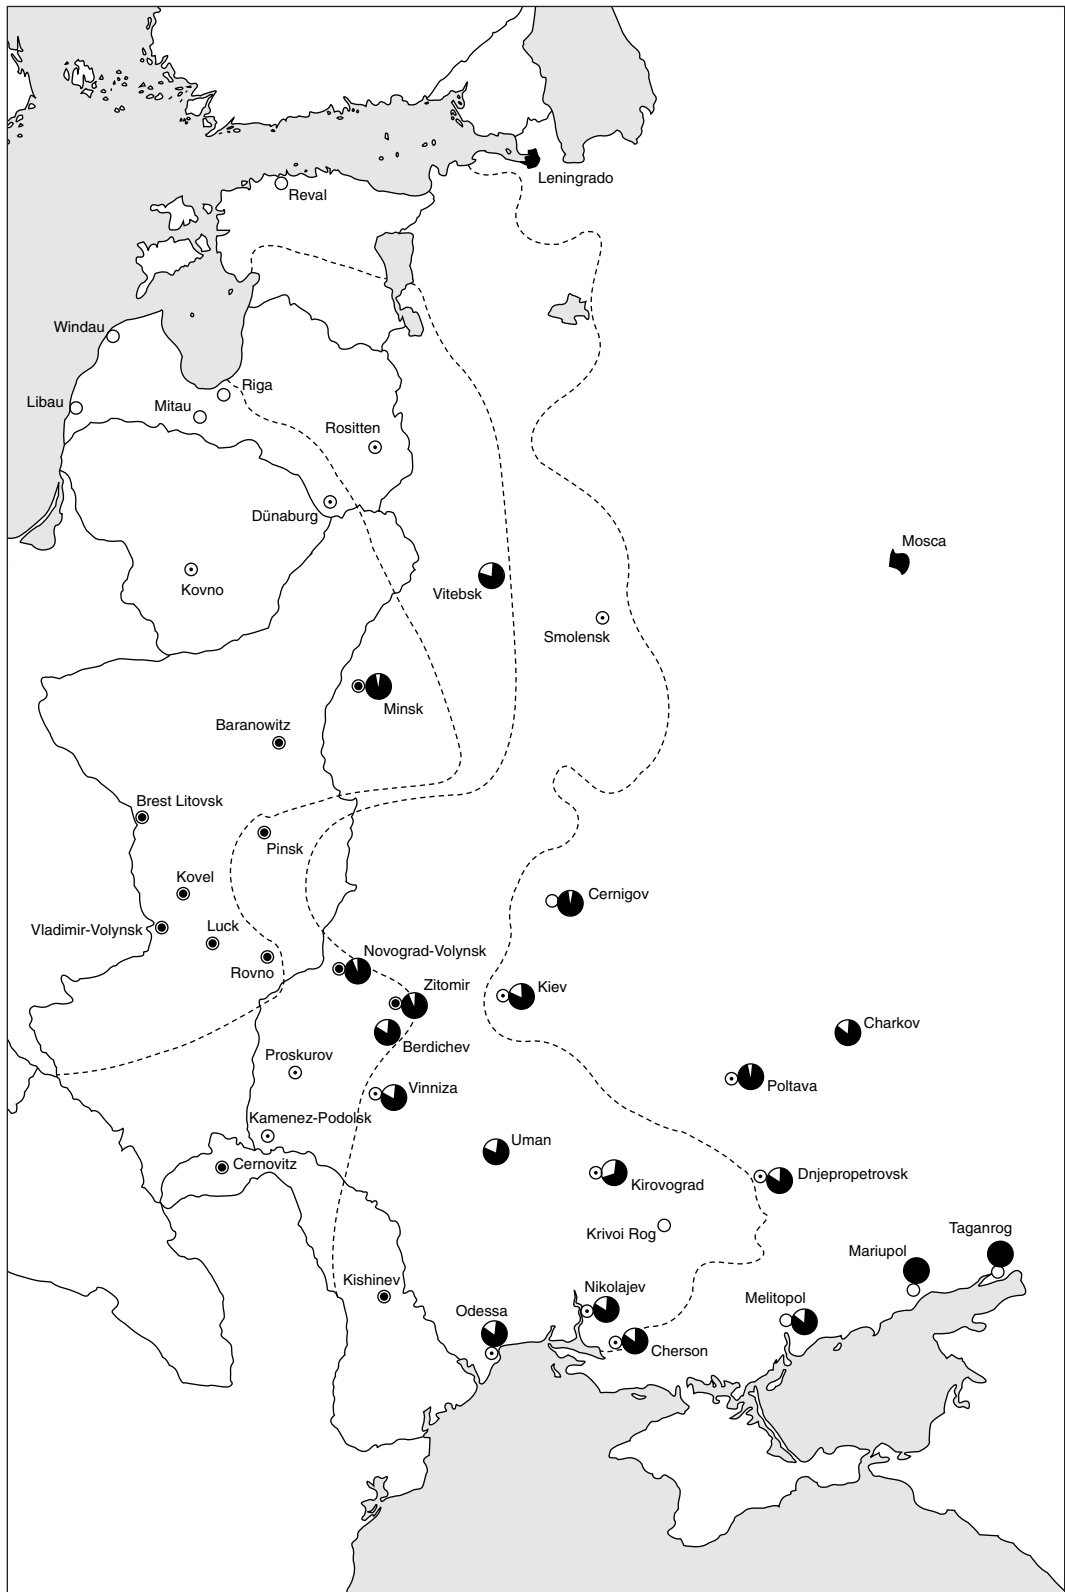 Leningrado
Reval
Windau
Riga
Libau
Mitau
Rositten
Dünaburg
Mosca
Kovno
Vitebsk
Smolensk
Minsk
Baranowitz
Brest Litovsk
Pinsk
Kovel
Cernigov
Vladimir-Volynsk
Luck
Novograd-Volynsk
Rovno
Zitomir
Kiev
Charkov
Berdichev
Proskurov
Poltava
Vinniza
Kamenez-Podolsk
Uman
Cernovitz
Dnjepropetrovsk
Kirovograd
Krivoi Rog
Taganrog
Mariupol
Kishinev
Nikolajev
Melitopol
Odessa
Cherson